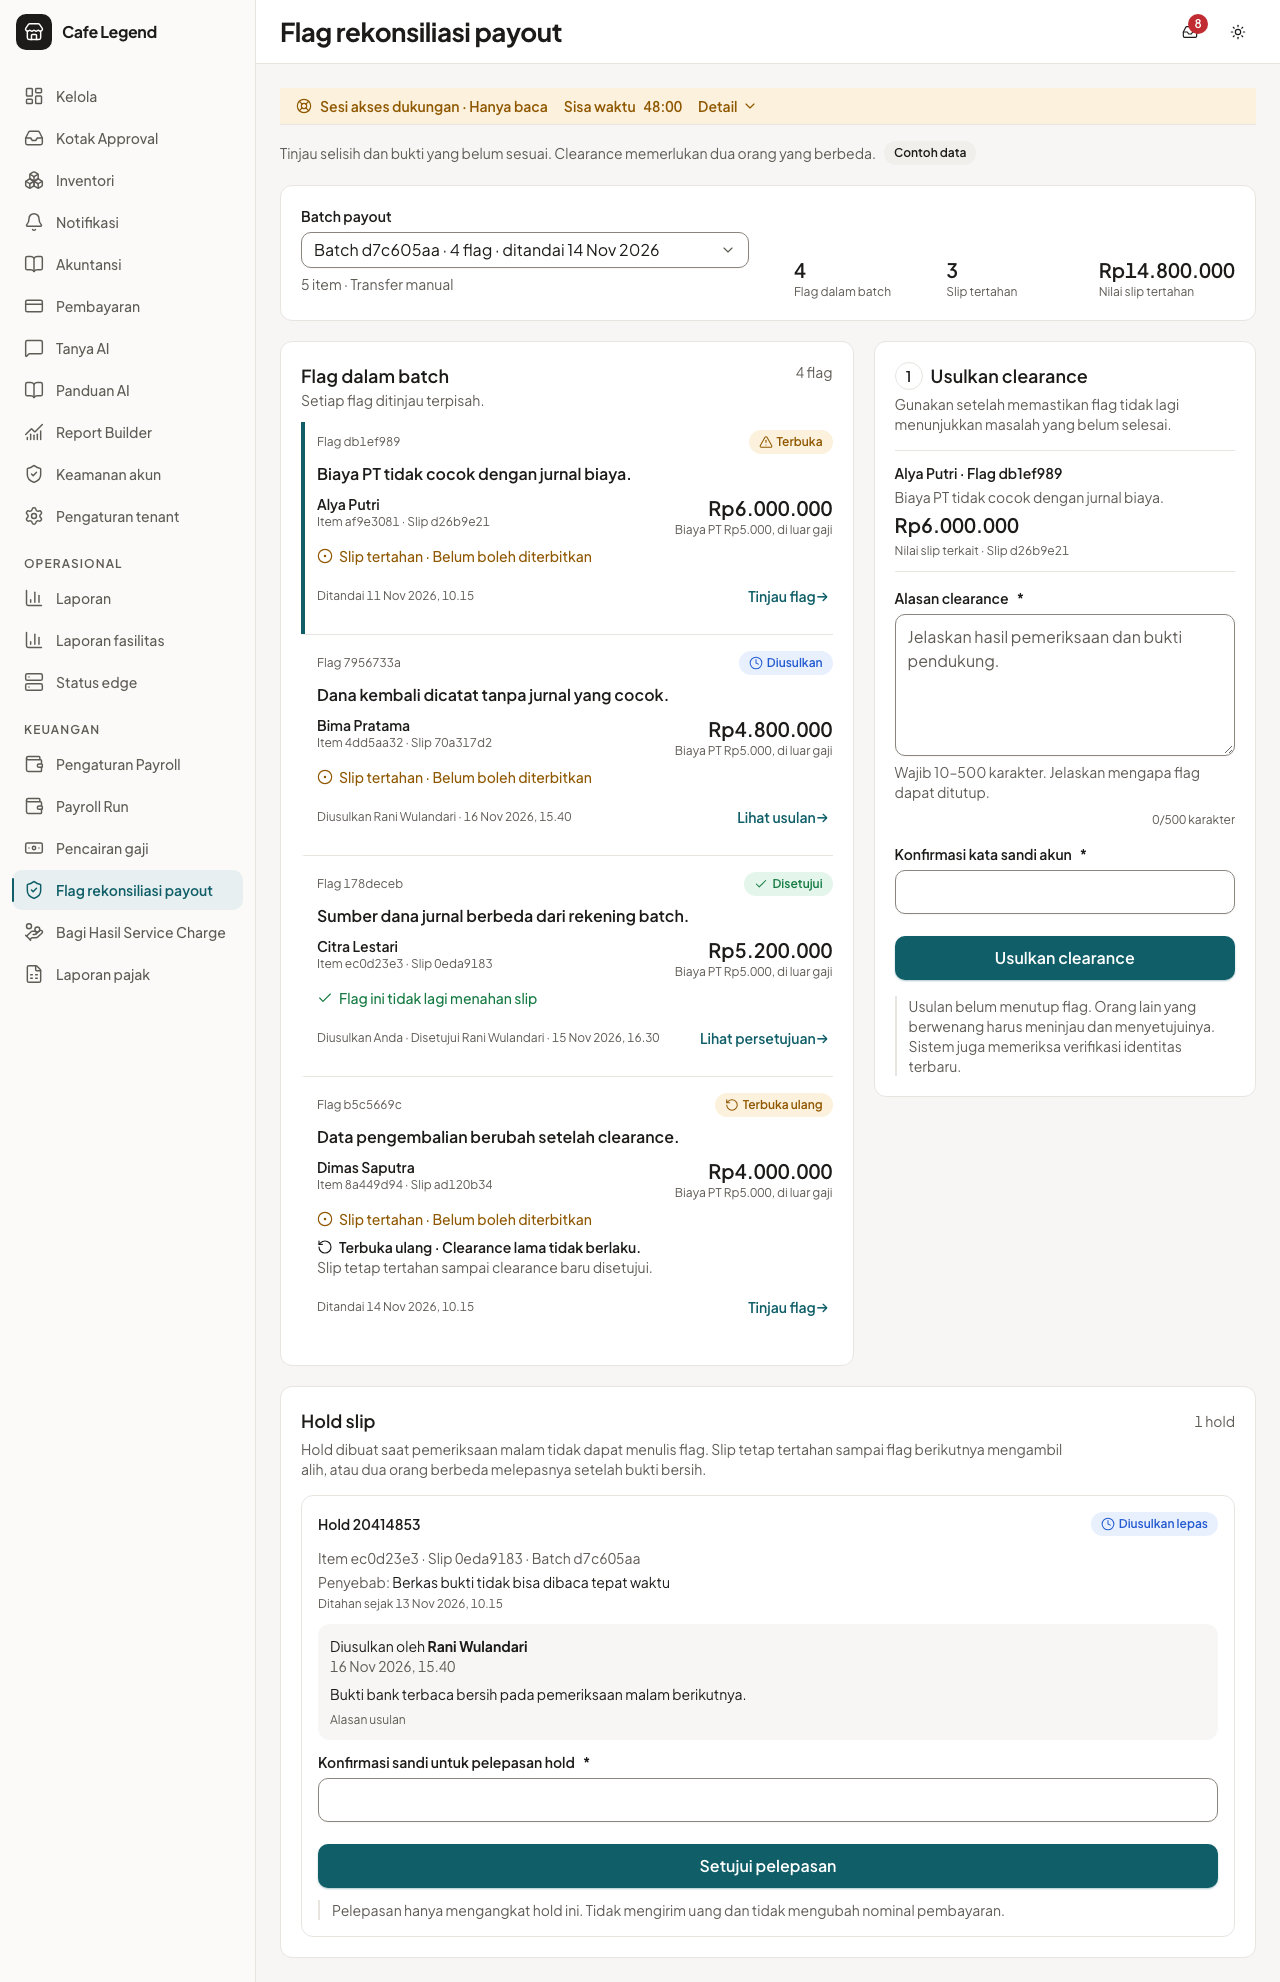 Cafe Legend
Kelola
Kotak Approval
Inventori
Notifikasi
Akuntansi
Pembayaran
Tanya AI
Panduan AI
Report Builder
Keamanan akun
Pengaturan tenant
OPERASIONAL
Laporan
Laporan fasilitas
Status edge
KEUANGAN
Pengaturan Payroll
Payroll Run
Pencairan gaji
Flag rekonsiliasi payout
Bagi Hasil Service Charge
Laporan pajak
Flag rekonsiliasi payout
8
Sesi akses dukungan · Hanya baca Sisa waktu 48:00 Detail
Tinjau selisih dan bukti yang belum sesuai. Clearance memerlukan dua orang yang berbeda. Contoh data
Batch payout
Batch d7c605aa · 4 flag · ditandai 14 Nov 2026
5 item · Transfer manual
4
Flag dalam batch
3
Slip tertahan
Rp14.800.000
Nilai slip tertahan
Flag dalam batch
4 flag
Setiap flag ditinjau terpisah.
Flag db1ef989
Terbuka
Biaya PT tidak cocok dengan jurnal biaya.
Alya Putri
Item af9e3081 · Slip d26b9e21
Rp6.000.000
Biaya PT Rp5.000, di luar gaji
Slip tertahan · Belum boleh diterbitkan
Ditandai 11 Nov 2026, 10.15
Tinjau flag→
Flag 7956733a
Diusulkan
Dana kembali dicatat tanpa jurnal yang cocok.
Bima Pratama
Item 4dd5aa32 · Slip 70a317d2
Rp4.800.000
Biaya PT Rp5.000, di luar gaji
Slip tertahan · Belum boleh diterbitkan
Diusulkan Rani Wulandari · 16 Nov 2026, 15.40
Lihat usulan→
Flag 178deceb
Disetujui
Sumber dana jurnal berbeda dari rekening batch.
Citra Lestari
Item ec0d23e3 · Slip 0eda9183
Rp5.200.000
Biaya PT Rp5.000, di luar gaji
Flag ini tidak lagi menahan slip
Diusulkan Anda · Disetujui Rani Wulandari · 15 Nov 2026, 16.30
Lihat persetujuan→
Flag b5c5669c
Terbuka ulang
Data pengembalian berubah setelah clearance.
Dimas Saputra
Item 8a449d94 · Slip ad120b34
Rp4.000.000
Biaya PT Rp5.000, di luar gaji
Slip tertahan · Belum boleh diterbitkan
Terbuka ulang · Clearance lama tidak berlaku.
Slip tetap tertahan sampai clearance baru disetujui.
Ditandai 14 Nov 2026, 10.15
Tinjau flag→
1 Usulkan clearance
Gunakan setelah memastikan flag tidak lagi
menunjukkan masalah yang belum selesai.
Alya Putri · Flag db1ef989
Biaya PT tidak cocok dengan jurnal biaya.
Rp6.000.000
Nilai slip terkait · Slip d26b9e21
Alasan clearance *
Jelaskan hasil pemeriksaan dan bukti
pendukung.
Wajib 10–500 karakter. Jelaskan mengapa flag
dapat ditutup.
0/500 karakter
Konfirmasi kata sandi akun *
Usulkan clearance
Usulan belum menutup flag. Orang lain yang
berwenang harus meninjau dan menyetujuinya.
Sistem juga memeriksa verifikasi identitas
terbaru.
Hold slip
1 hold
Hold dibuat saat pemeriksaan malam tidak dapat menulis flag. Slip tetap tertahan sampai flag berikutnya mengambil
alih, atau dua orang berbeda melepasnya setelah bukti bersih.
Hold 20414853
Diusulkan lepas
Item ec0d23e3 · Slip 0eda9183 · Batch d7c605aa
Penyebab: Berkas bukti tidak bisa dibaca tepat waktu
Ditahan sejak 13 Nov 2026, 10.15
Diusulkan oleh Rani Wulandari
16 Nov 2026, 15.40
Bukti bank terbaca bersih pada pemeriksaan malam berikutnya.
Alasan usulan
Konfirmasi sandi untuk pelepasan hold *
Setujui pelepasan
Pelepasan hanya mengangkat hold ini. Tidak mengirim uang dan tidak mengubah nominal pembayaran.